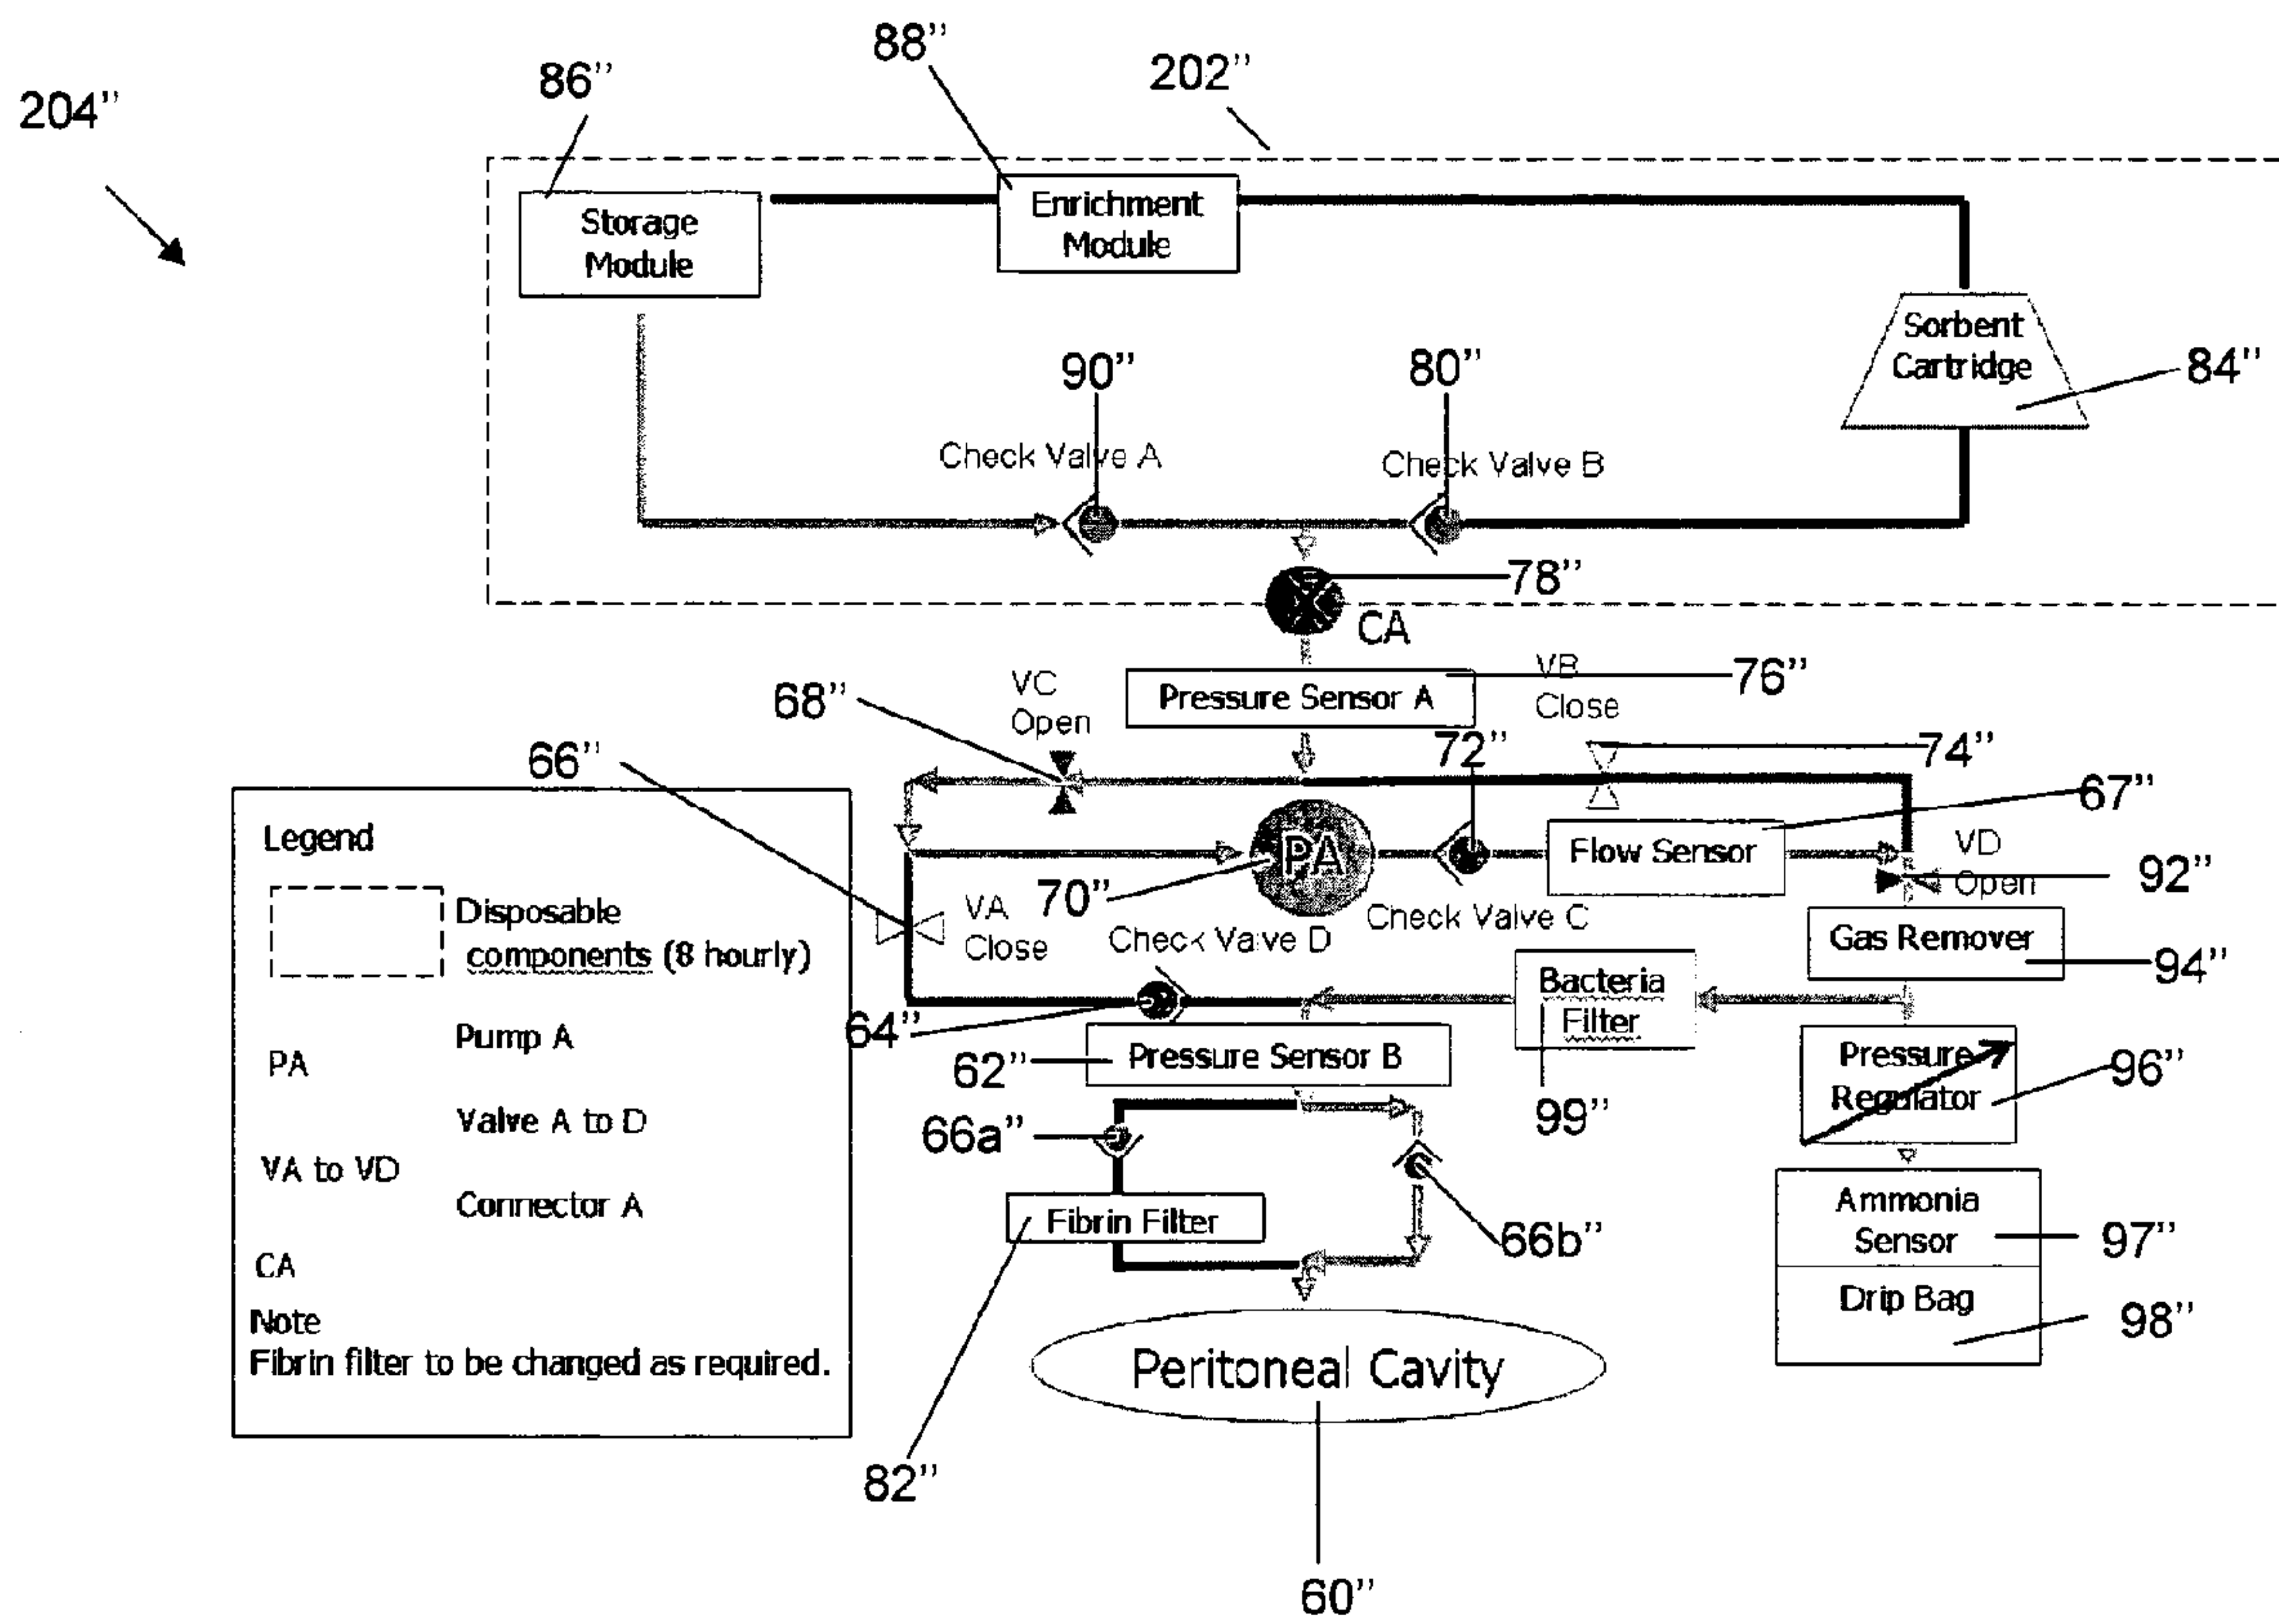 88”
202”
86”
204”
Enrichment
Module
Storage
Module
Sorbent
Cartridge
84”
90”
80”
Check Valve A
Check Valve B
78”
CA
76”
68”
VC
Open
Pressure Sensor A
VB
Close
66”
72”
74”
67”
Legend
PA
Flow Sensor
VD
Open
92”
70”
Disposable
components (8 hourly)
VA
Close
Check Valve D
Check Valve C
Gas Remover
94”
Bacteria
Filter
64”
Pump A
PA
62”
Pressure Sensor B
Pressure
Regulator
96”
99”
66a”
Valve A to D
VA to VD
Connector A
Fibrin Filter
66b”
Ammonia
Sensor
97”
CA
Drip Bag
98”
Note
Fibrin filter to be changed as required.
Peritoneal Cavity
82”
60”